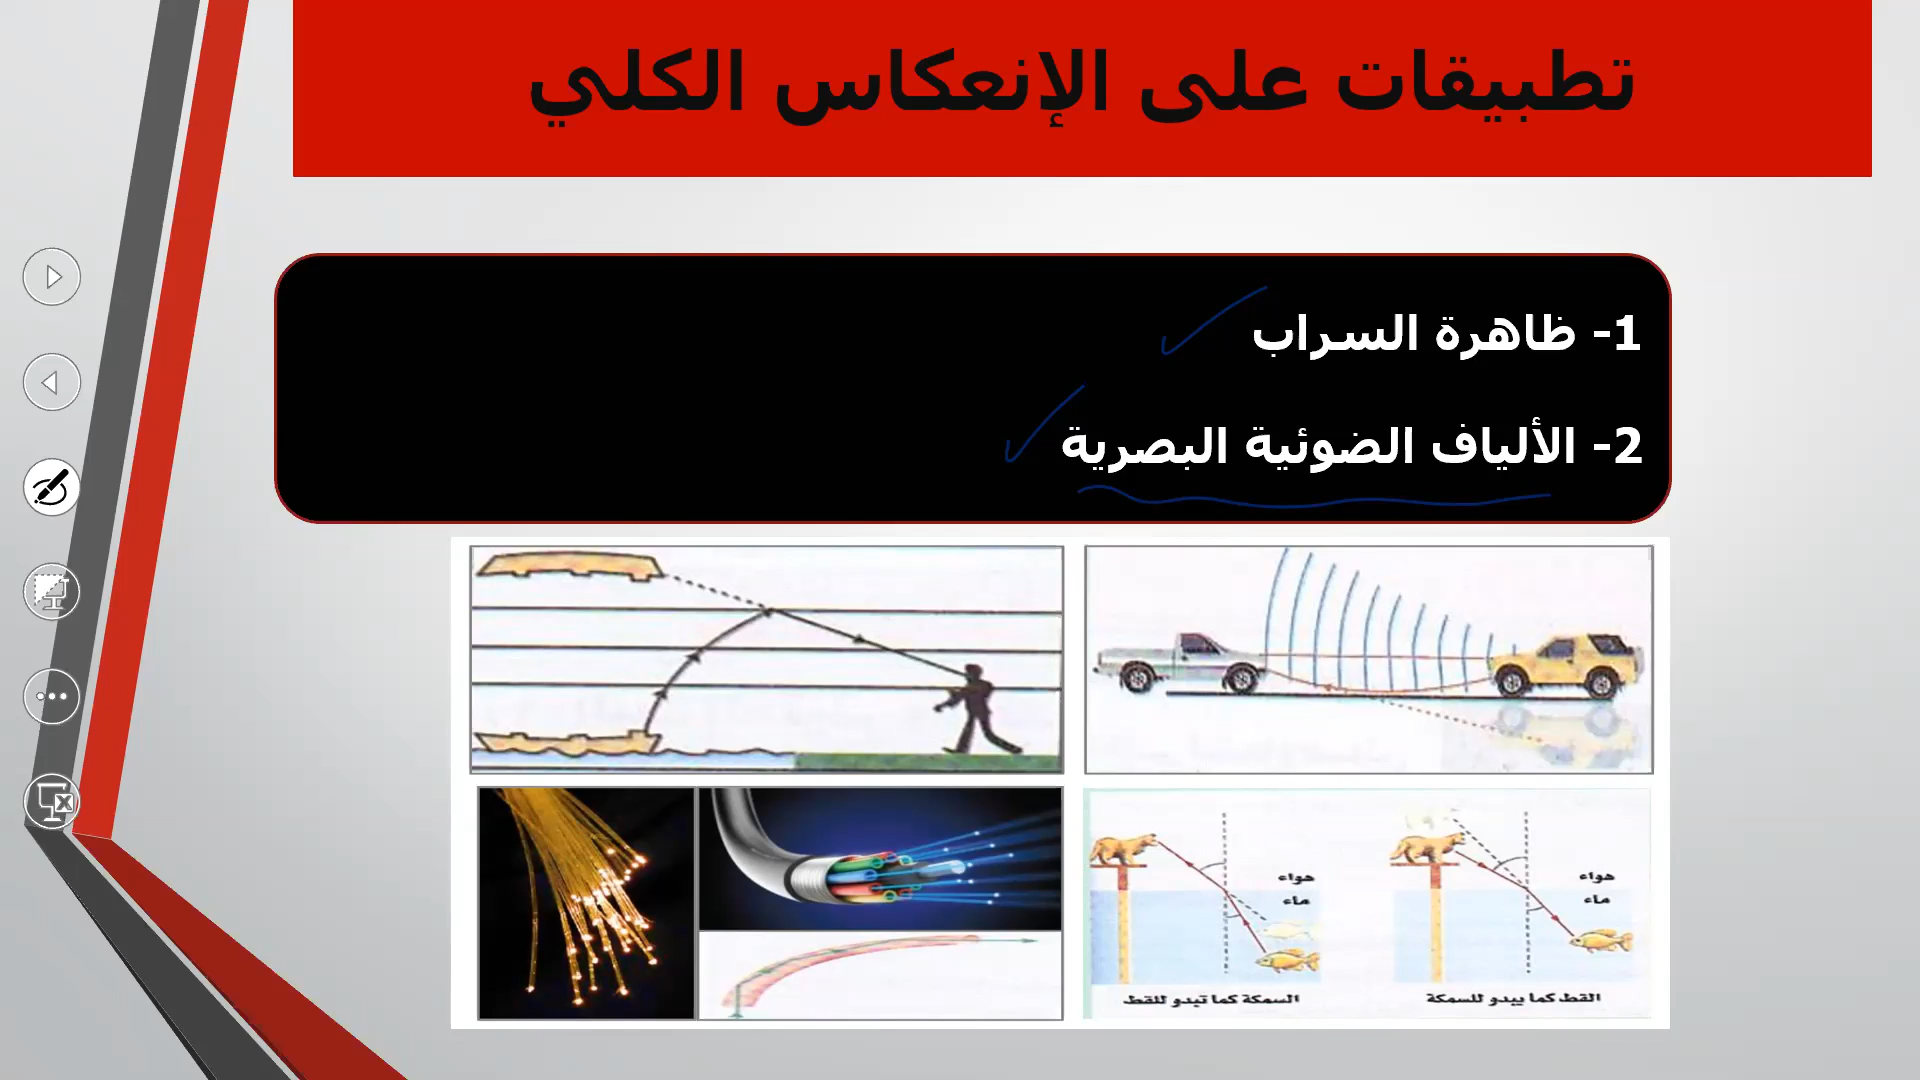 تطبيقات على الإنعكاس الكلي
1- ظاهرة السراب
2- الألياف الضوئية البصرية
هواء
ماء
السمكة كما تبدو للقط
هواء
ماء
القط كما يبدو للسمكة